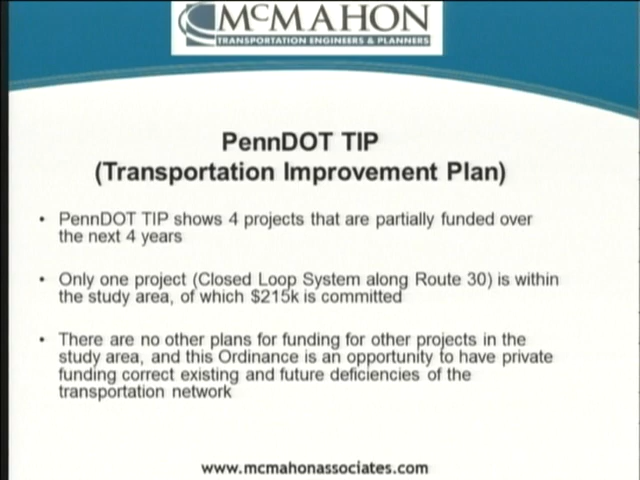 McMAHON
TRANSPORTATION ENGINEERS & PLANNERS
PennDOT TIP
(Transportation Improvement Plan)
• PennDOT TIP shows 4 projects that are partially funded over
the next 4 years
• Only one project (Closed Loop System along Route 30) is within
the study area, of which $215k is committed
• There are no other plans for funding for other projects in the
study area, and this Ordinance is an opportunity to have private
funding correct existing and future deficiencies of the
transportation network
www.mcmahonassociates.com